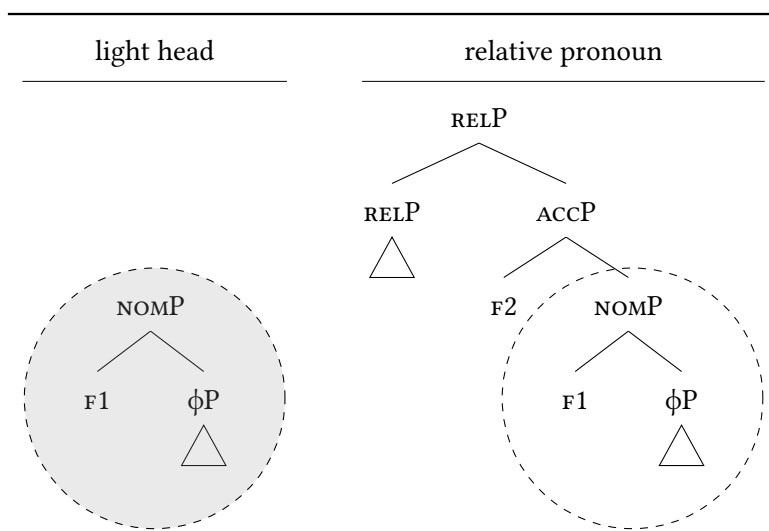 light head relative pronoun
RELP
RELP ACCP
NOMP F2 NOMP
F1 ϕP F1 ϕP